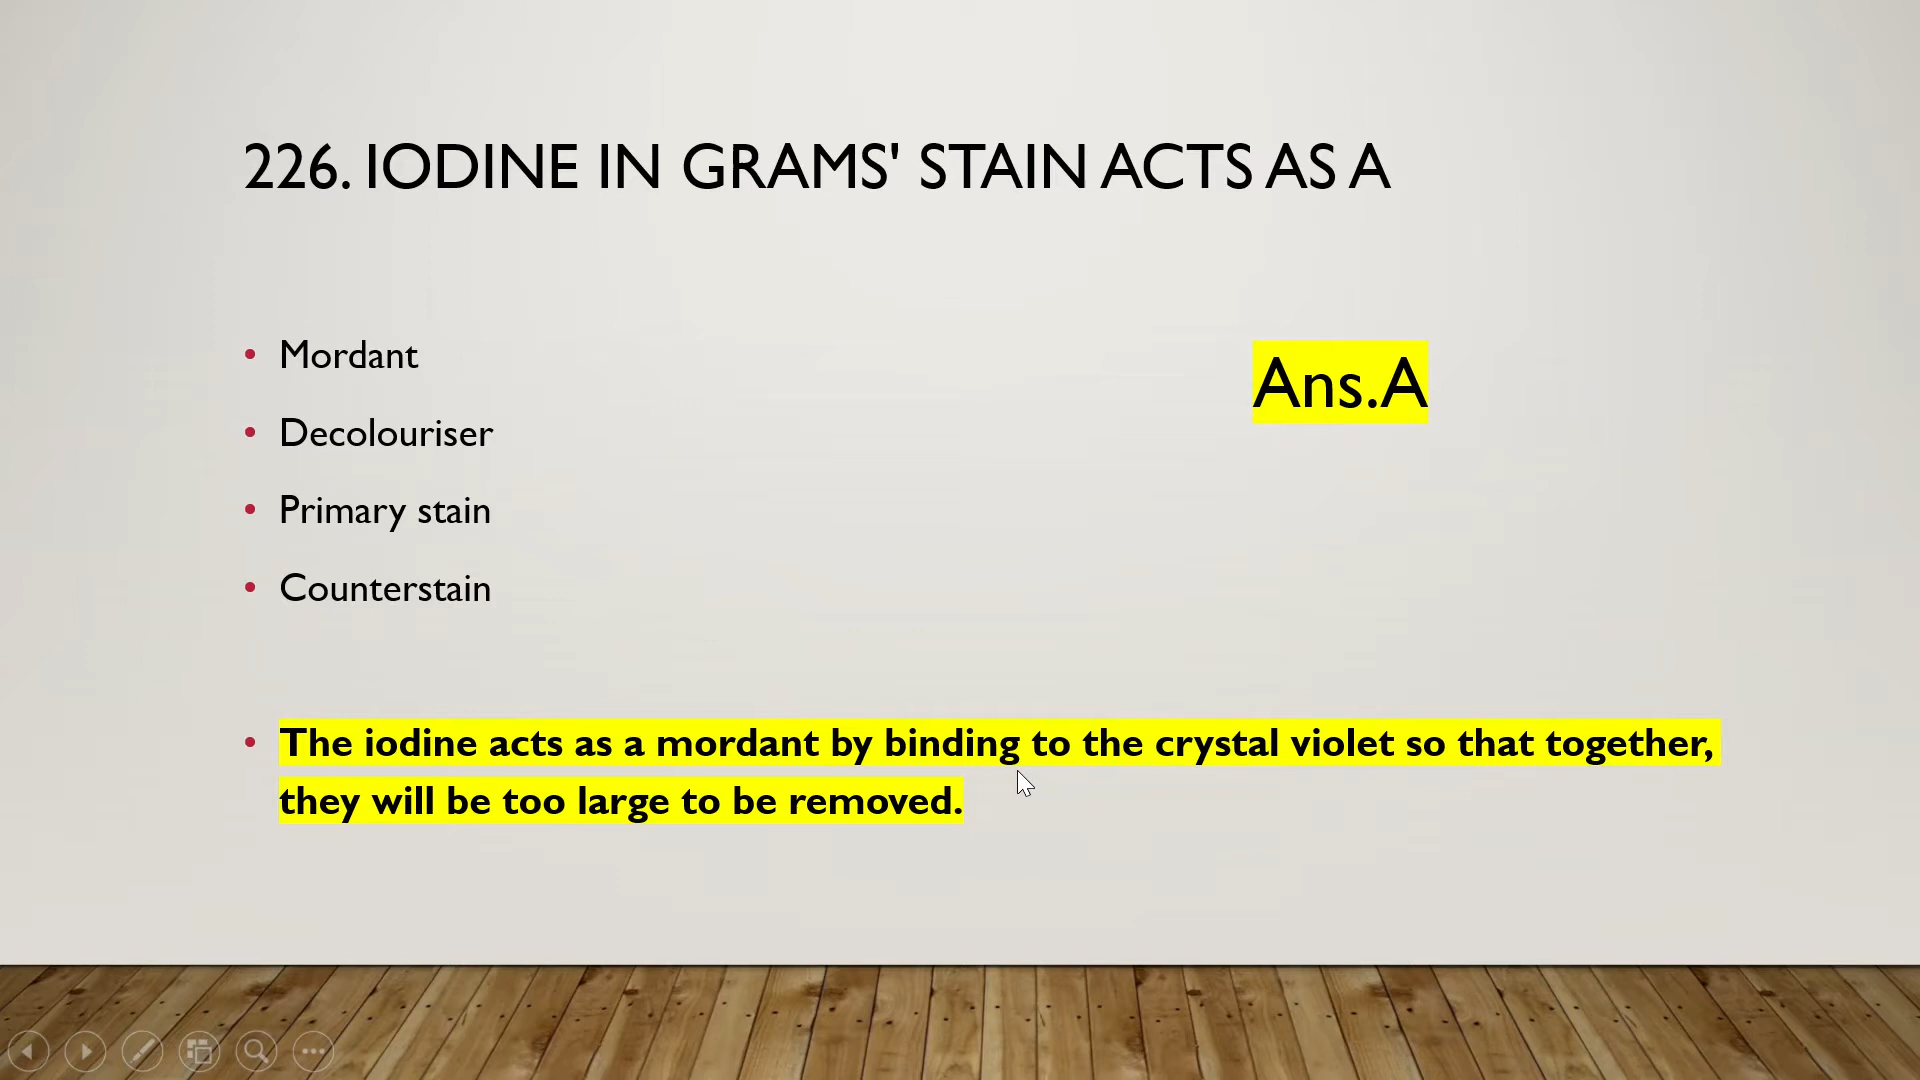 226. IODINE IN GRAMS' STAIN ACTS AS A
• Mordant
Ans.A
• Decolouriser
• Primary stain
• Counterstain
• The iodine acts as a mordant by binding to the crystal violet so that together,
they will be too large to be removed.